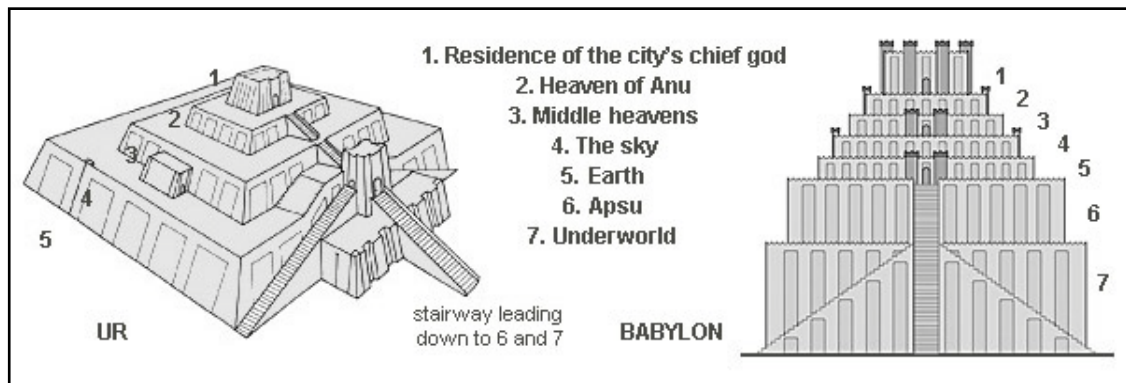 1
2
3
4
5
UR
1. Residence of the city's chief god
2. Heaven of Anu
3. Middle heavens
4. The sky
5. Earth
6. Apsu
7. Underworld
stairway leading
down to 6 and 7
BABYLON
1
2
3
4
5
6
7